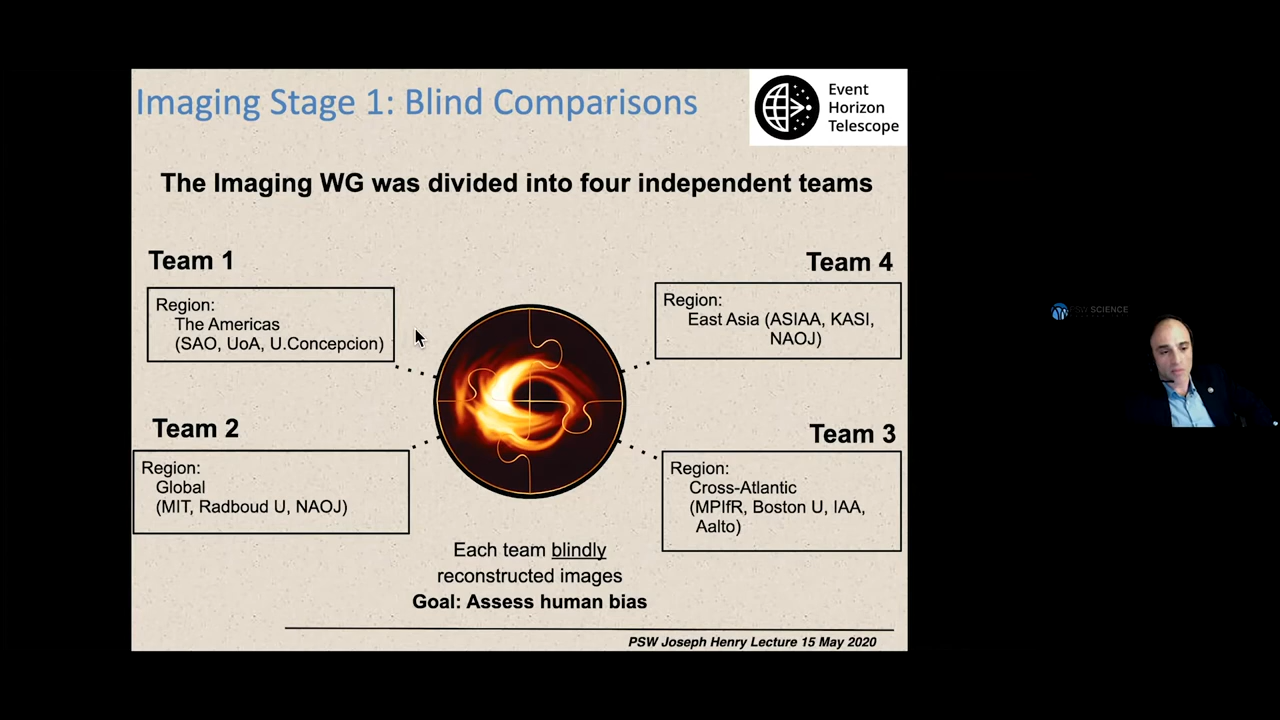 Imaging Stage 1: Blind Comparisons
Event
Horizon
Telescope
The Imaging WG was divided into four independent teams
Team 1
Region:
The Americas
(SAO, UoA, U.Concepcion)
Team 4
Region:
East Asia (ASIAA, KASI,
NAOJ)
Team 2
Region:
Global
(MIT, Radboud U, NAOJ)
Team 3
Region:
Cross-Atlantic
(MPIfR, Boston U, IAA,
Aalto)
Each team blindly
reconstructed images
Goal: Assess human bias
PSW Joseph Henry Lecture 15 May 2020
PSW SCIENCE